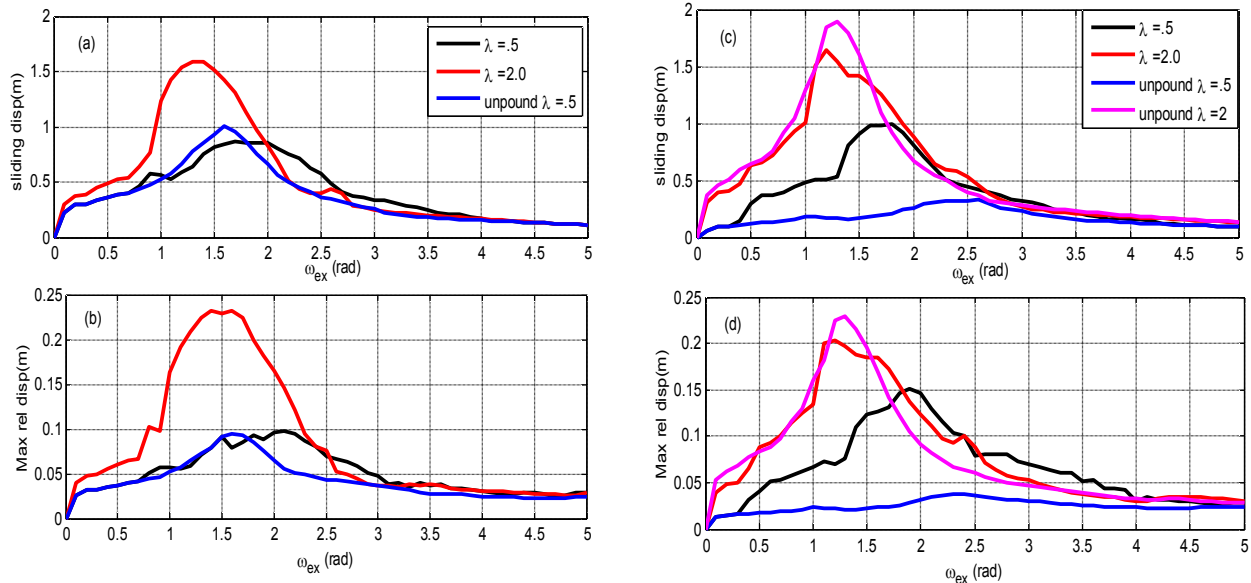 (a)
λ =.5
λ =2.0
unpound λ =.5
sliding disp(m)
2
1.5
1
0.5
0
0 0.5 1 1.5 2 2.5 3 3.5 4 4.5 5
ωex (rad)
(c)
λ =.5
λ =2.0
unpound λ =.5
unpound λ =2
sliding disp(m)
2
1.5
1
0.5
0
0 0.5 1 1.5 2 2.5 3 3.5 4 4.5 5
ωex (rad)
(b)
Max rel disp(m)
0.25
0.2
0.15
0.1
0.05
0
0 0.5 1 1.5 2 2.5 3 3.5 4 4.5 5
ωex (rad)
(d)
Max rel disp(m)
0.25
0.2
0.15
0.1
0.05
0
0 0.5 1 1.5 2 2.5 3 3.5 4 4.5 5
ωex (rad)